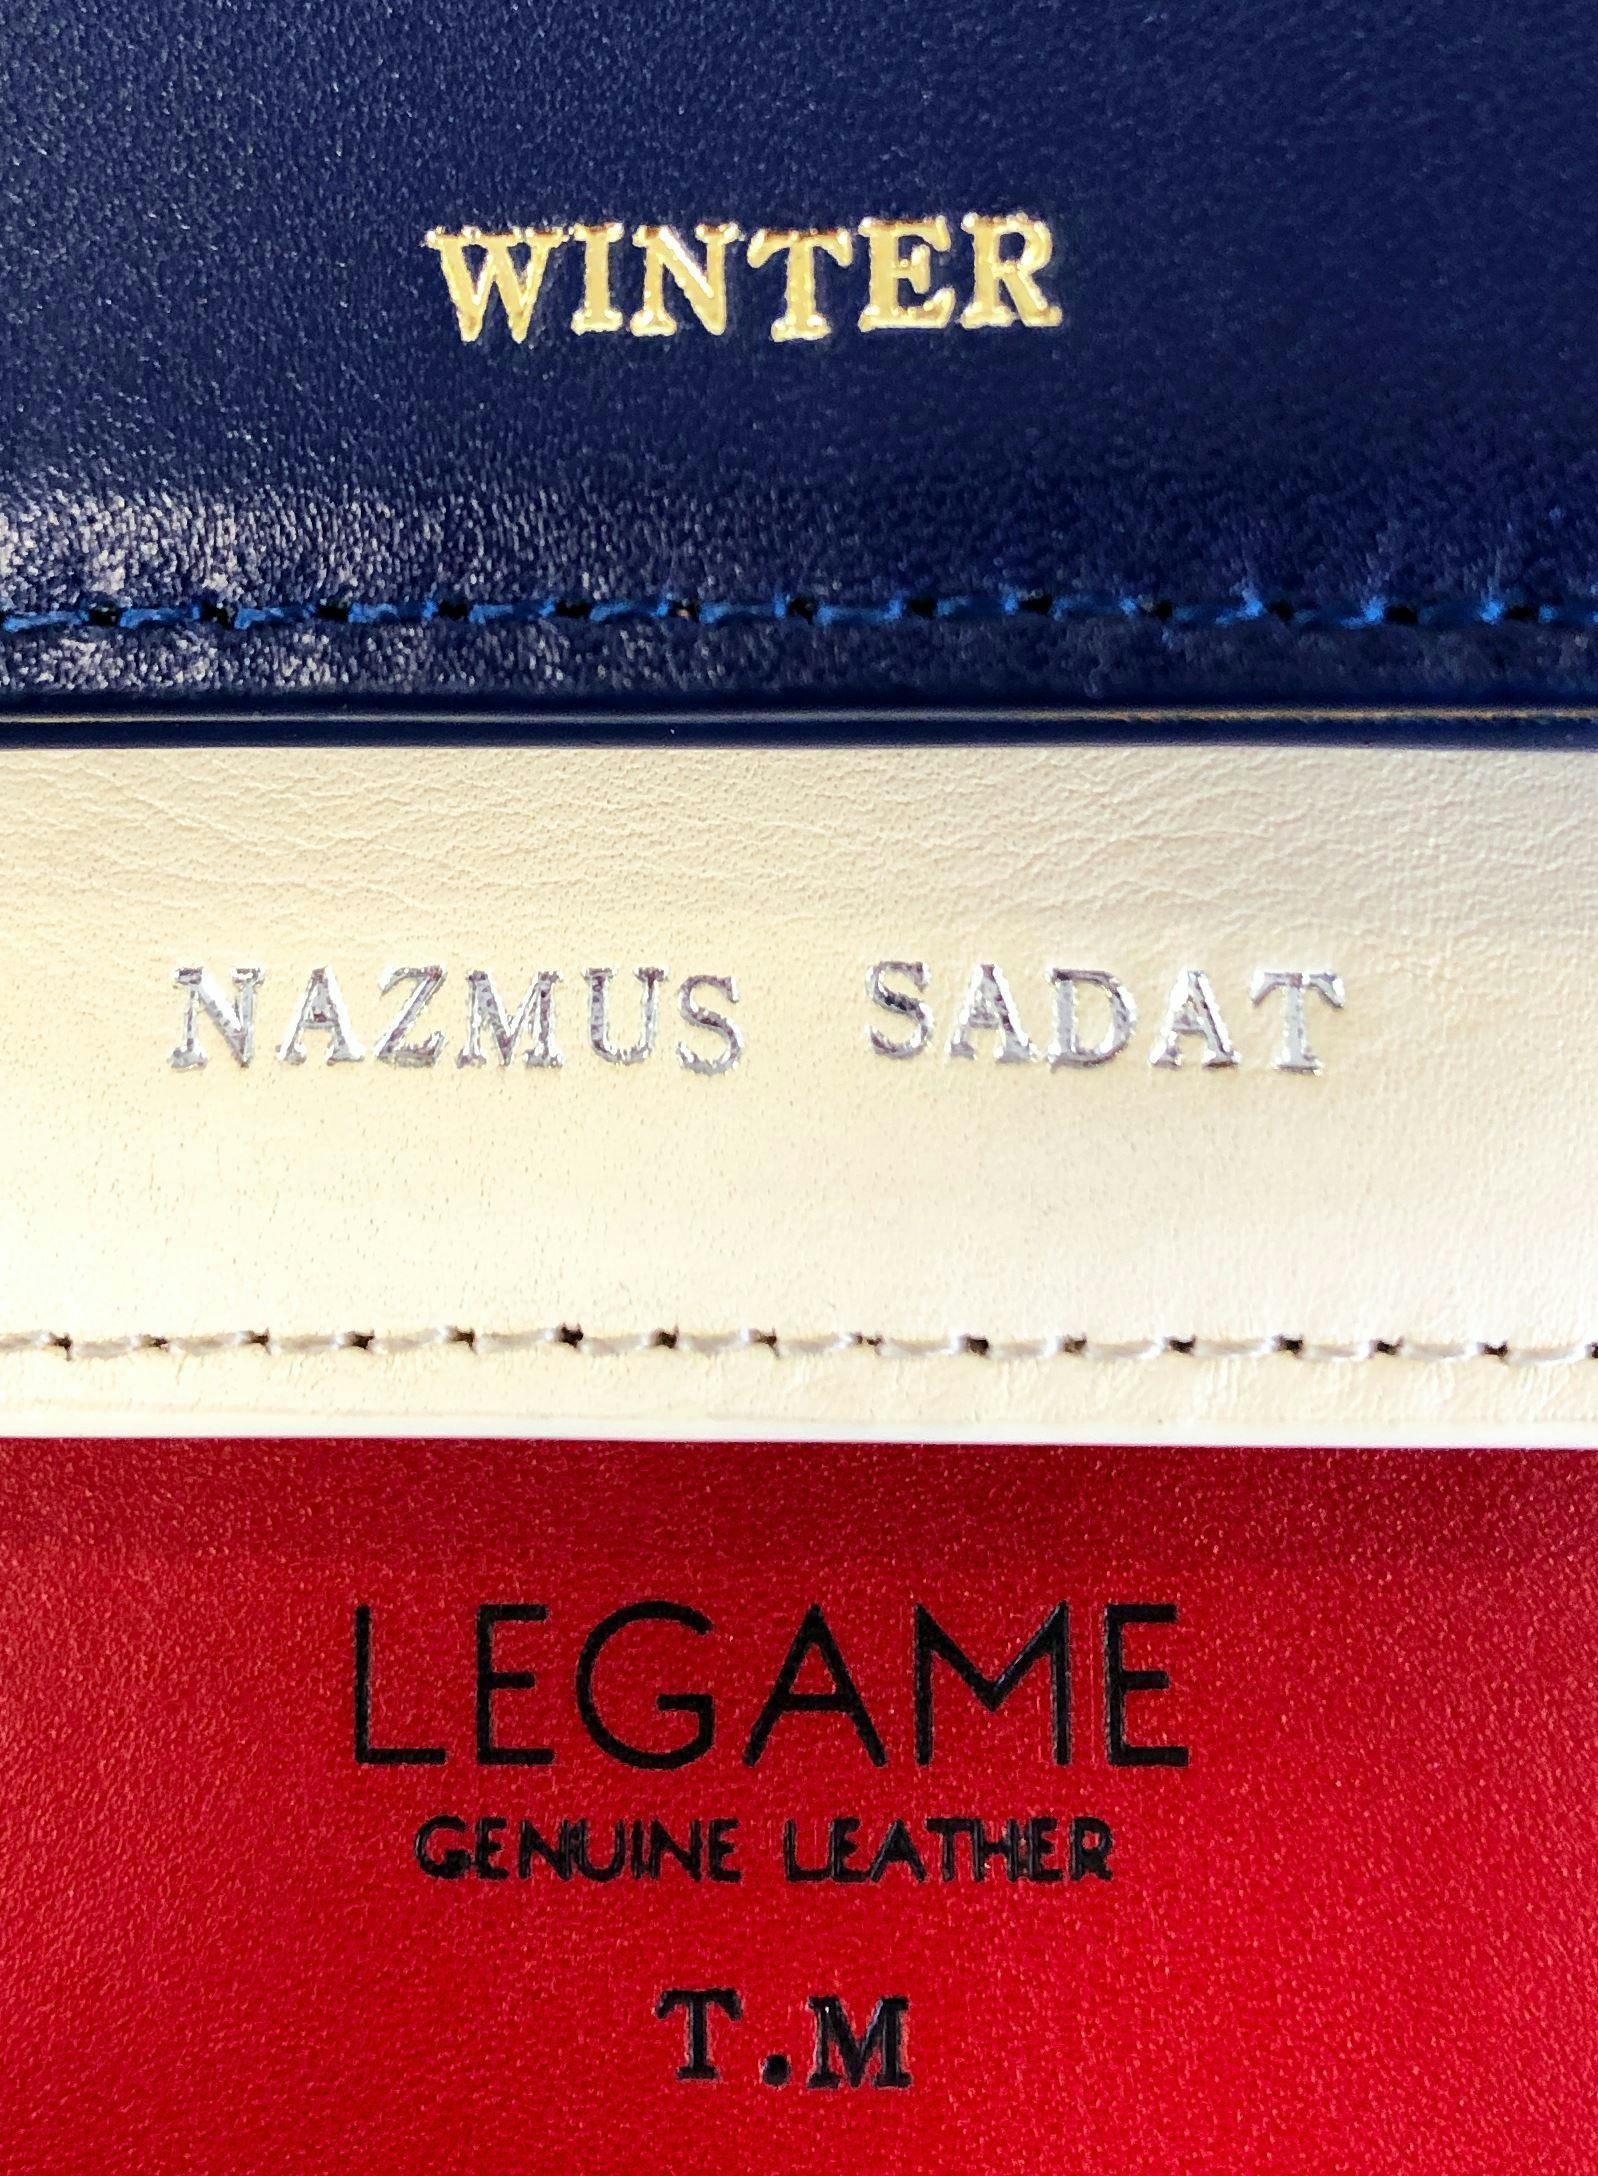 WINTER
NAZMUS SADAT
LEGAME
GENUINE LEATHER
T.M